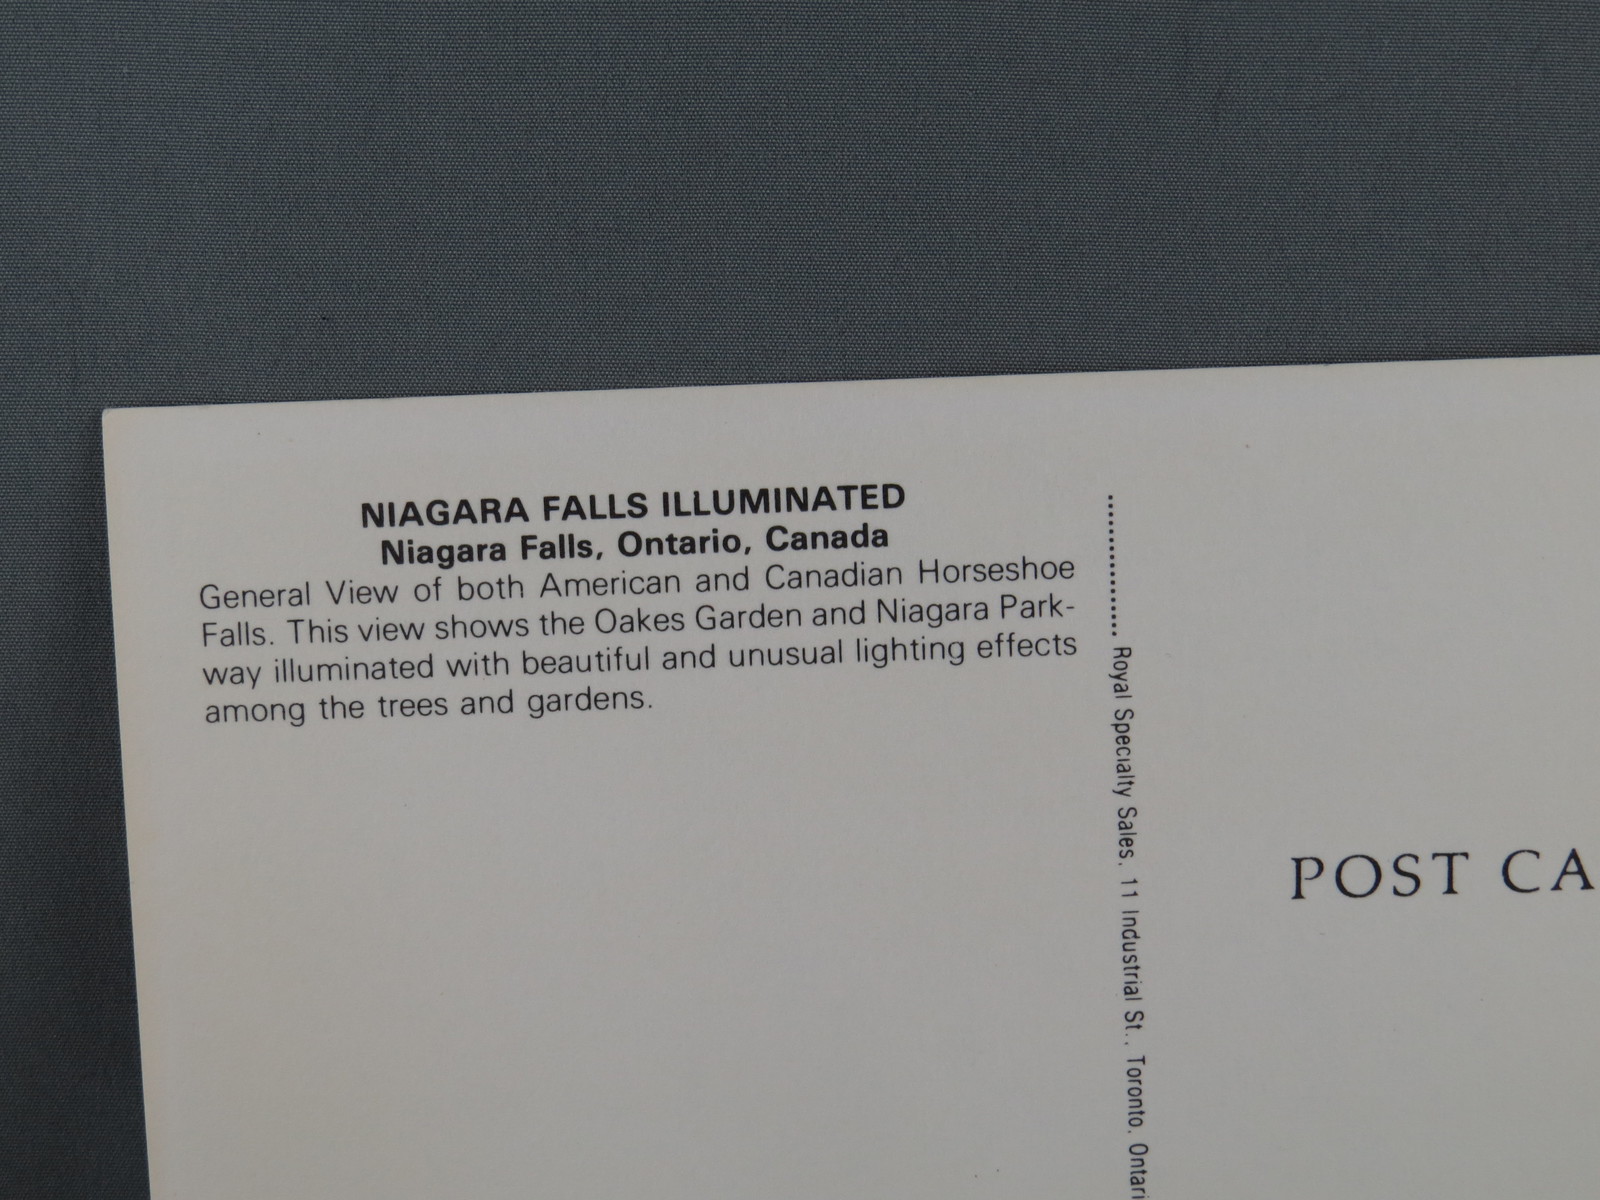 NIAGARA FALLS ILLUMINATED
Niagara Falls, Ontario, Canada
General View of both American and Canadian Horseshoe
Falls. This view shows the Oakes Garden and Niagara Park-
way illuminated with beautiful and unusual lighting effects
among the trees and gardens.
Royal Specialty Sales, 11 Industrial St., Toronto, Ontari
POST CA